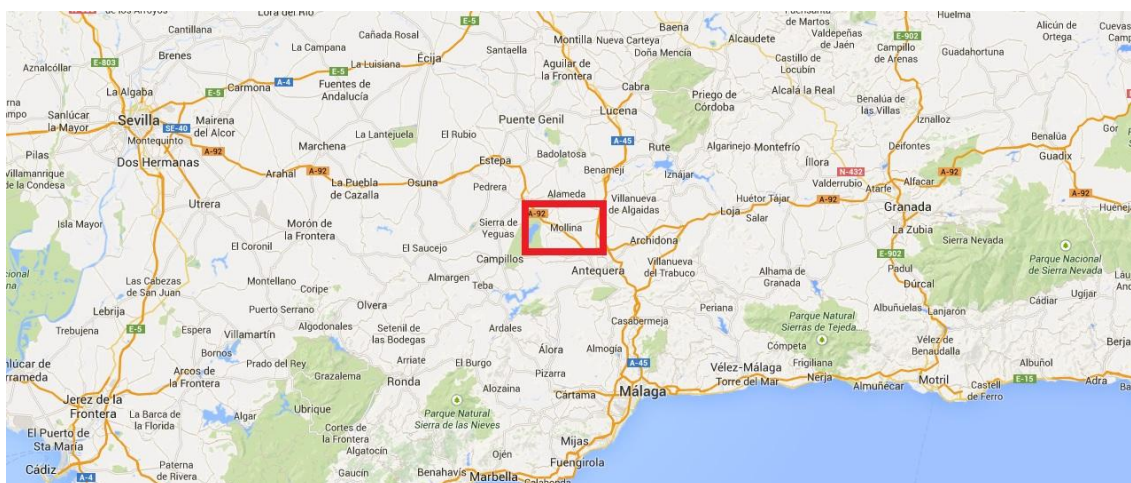 de los Arroyos
Lora del Río
E-5
Montilla
Nueva Carteya
Baena
Fuensanta
de Martos
Valdepeñas
de Jaén
E-902
Huelma
Alicún de
Ortega
Cuevas
Camp
Cantillana
Cañada Rosal
Santaella
Doña Mencía
Alcaudete
Campillo
de Arenas
Guadahortuna
E-803
Brenes
La Campana
La Luisiana
Écija
Aguilar de
la Frontera
Castillo de
Locubín
Aznalcóllar
La Algaba
E-5
Carmona
A-4
E-5
Fuentes de
Andalucía
Cabra
Priego de
Córdoba
Alcalá la Real
Benalúa de
las Villas
Iznalloz
Sanlúcar
la Mayor
Sevilla
SE-40
Mairena
del Alcor
Puente Genil
Lucena
Montequinto
A-92
La Lantejuela
El Rubio
A-45
Rute
Algarinejo
Montefrío
Deifontes
Benalúa
Gor
Pilas
Dos Hermanas
Marchena
Estepa
Badolatosa
Benamejí
Iznájar
Íllora
N-432
Guadix
Villamanrique
de la Condesa
Arahal
A-92
La Puebla
de Cazalla
Osuna
Pedrera
Alameda
Villanueva
de Algaidas
Huétor Tájar
Valderrubio
Atarfe
Alfacar
A-92
A-92
Utrera
A-92
Mollina
Loja
Salar
Granada
Huéneja
Isla Mayor
Morón de
la Frontera
Sierra de
Yeguas
La Zubia
Sierra Nevada
El Coronil
El Saucejo
Campillos
Archidona
E-902
Parque Nacional
de Sierra Nevada
Las Cabezas
de San Juan
Montellano
Coripe
Almargen
Teba
Antequera
Villanueva
del Trabuco
Alhama de
Granada
Padul
Dúrcal
Ugíjar
Lebrija
Puerto Serrano
Olvera
Periana
Albuñuelas
Lanjarón
Cádiar
Trebujena
E-5
Espera
Villamartín
Algodonales
Setenil de
las Bodegas
Ardales
Casabermeja
Parque Natural
Sierras de Tejeda
Vélez de
Benaudalla
Bornos
Prado del Rey
Arriate
El Burgo
Álora
Almogía
Cómpeta
Berja
Arcos de
la Frontera
Grazalema
Ronda
Pizarra
A-45
Vélez-Málaga
Frigiliana
Albuñol
Alozaina
Cártama
Málaga
Torre del Mar
Nerja
Almuñécar
Motril
Castell
de Ferro
E-15
Adra
Jerez de la
Frontera
La Barca de
la Florida
Algar
Ubrique
Parque Natural
Sierra de las Nieves
El Puerto de
Sta María
Cortes de
la Frontera
Algatocín
Ojén
Mijas
Cádiz
A-4
Paterna
de Rivera
Gaucín
Benahavís
Marbella
Fuengirola